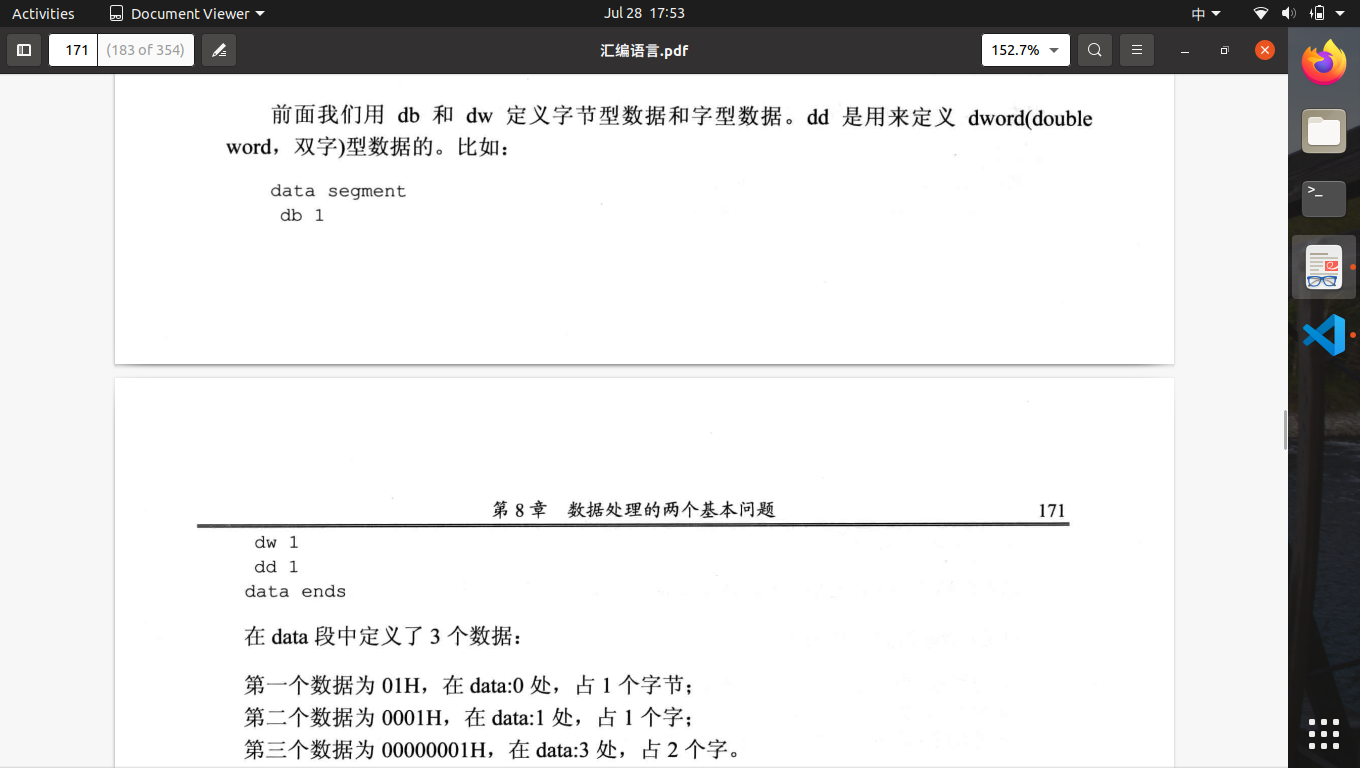 Activities Document Viewer Jul 28 17:53 中
171 (183 of 354) 汇编语言.pdf 152.7%
前面我们用 db 和 dw 定义字节型数据和字型数据。dd 是用来定义 dword(double
word，双字)型数据的。比如：
data segment
db 1
第 8 章 数据处理的两个基本问题 171
dw 1
dd 1
data ends
在 data 段中定义了 3 个数据：
第一个数据为 01H，在 data:0 处，占 1 个字节；
第二个数据为 0001H，在 data:1 处，占 1 个字；
第三个数据为 00000001H，在 data:3 处，占 2 个字。